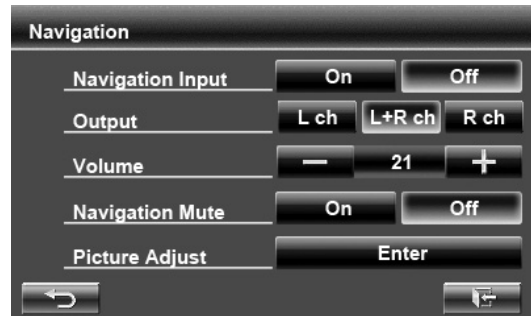 Navigation
Navigation Input On Off
Output L ch L+R ch R ch
Volume − 21 +
Navigation Mute On Off
Picture Adjust Enter